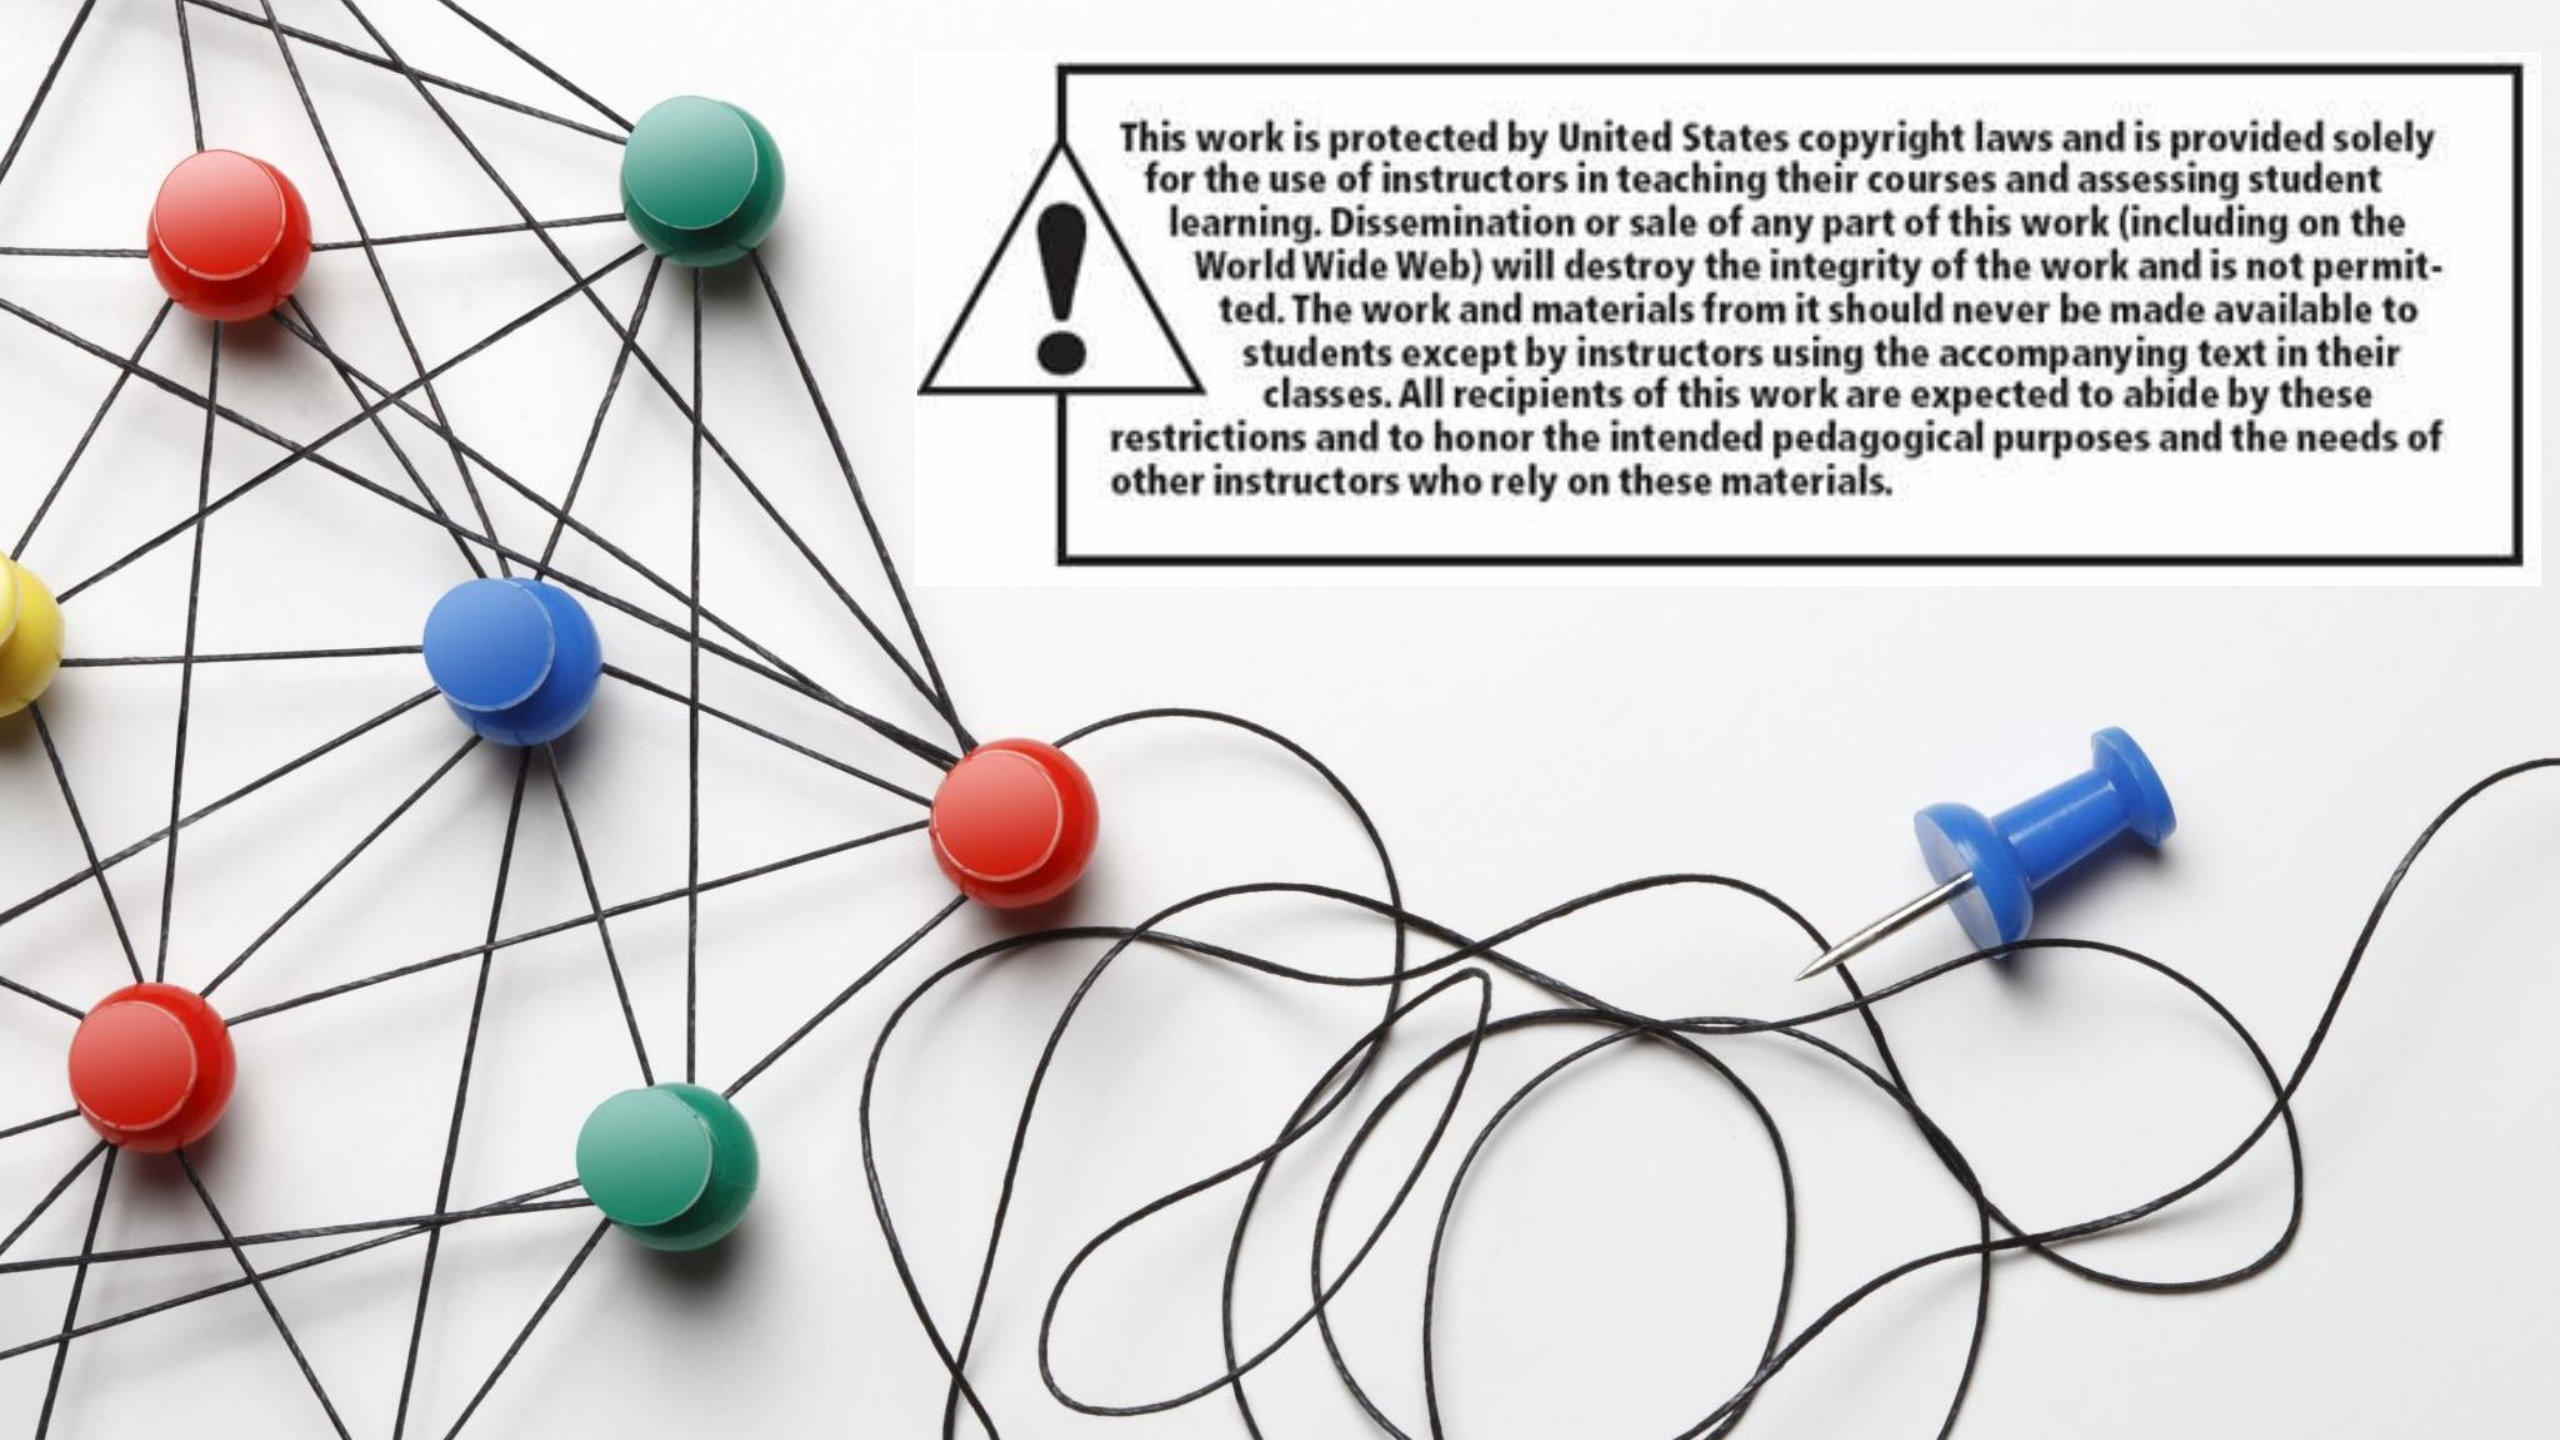 This work is protected by United States copyright laws and is provided solely
for the use of instructors in teaching their courses and assessing student
learning. Dissemination or sale of any part of this work (including on the
World Wide Web) will destroy the integrity of the work and is not permit-
ted. The work and materials from it should never be made available to
students except by instructors using the accompanying text in their
classes. All recipients of this work are expected to abide by these
restrictions and to honor the intended pedagogical purposes and the needs of
other instructors who rely on these materials.